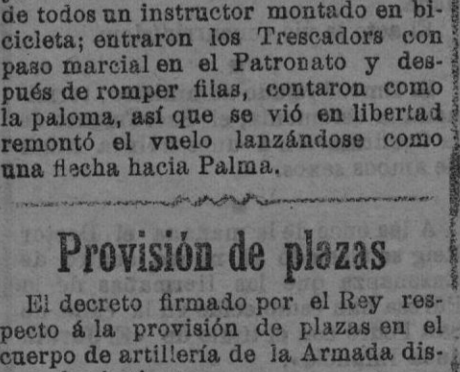 de todos un instructor montado en bi-
cicleta; entraron los Trescadors con
paso marcial en el Patronato y des-
pués de romper filas, contaron como
la paloma, así que se vió en libertad
remontó el vuelo lanzándose como
una flecha hacia Palma.
Provisión de plazas
El decreto firmado por el Rey res-
pecto á la provisión de plazas en el
cuerpo de artillería de la Armada dis-